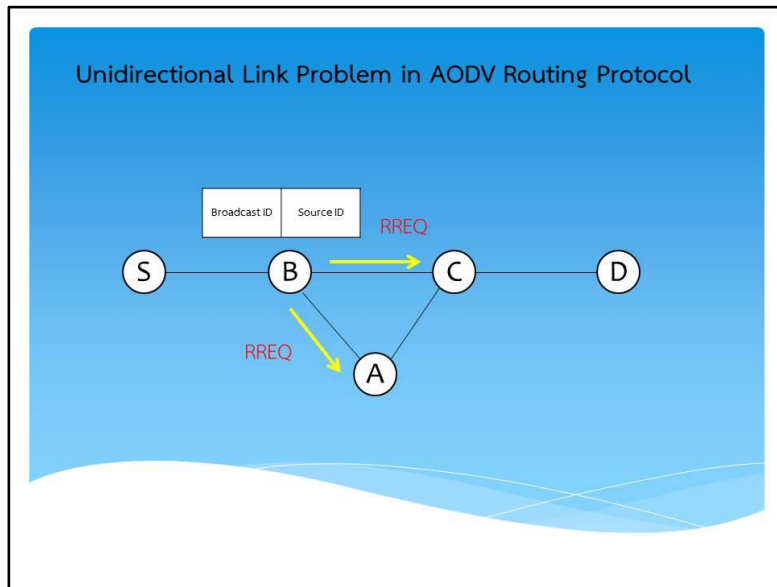 Unidirectional Link Problem in AODV Routing Protocol
Broadcast ID Source ID
RREQ
S B C D
RREQ
A